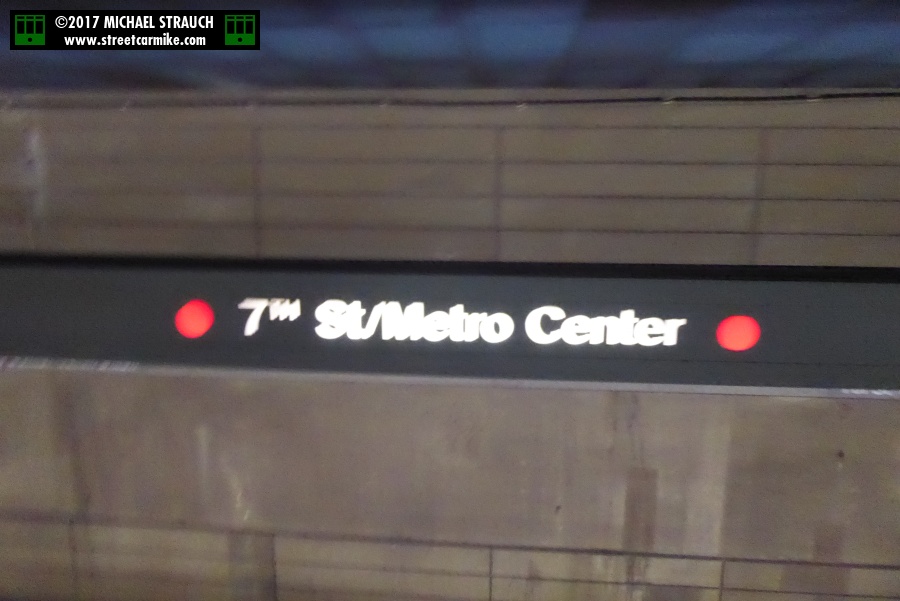 ©2017 MICHAEL STRAUCH
www.streetcarmike.com
7TH St/Metro Center